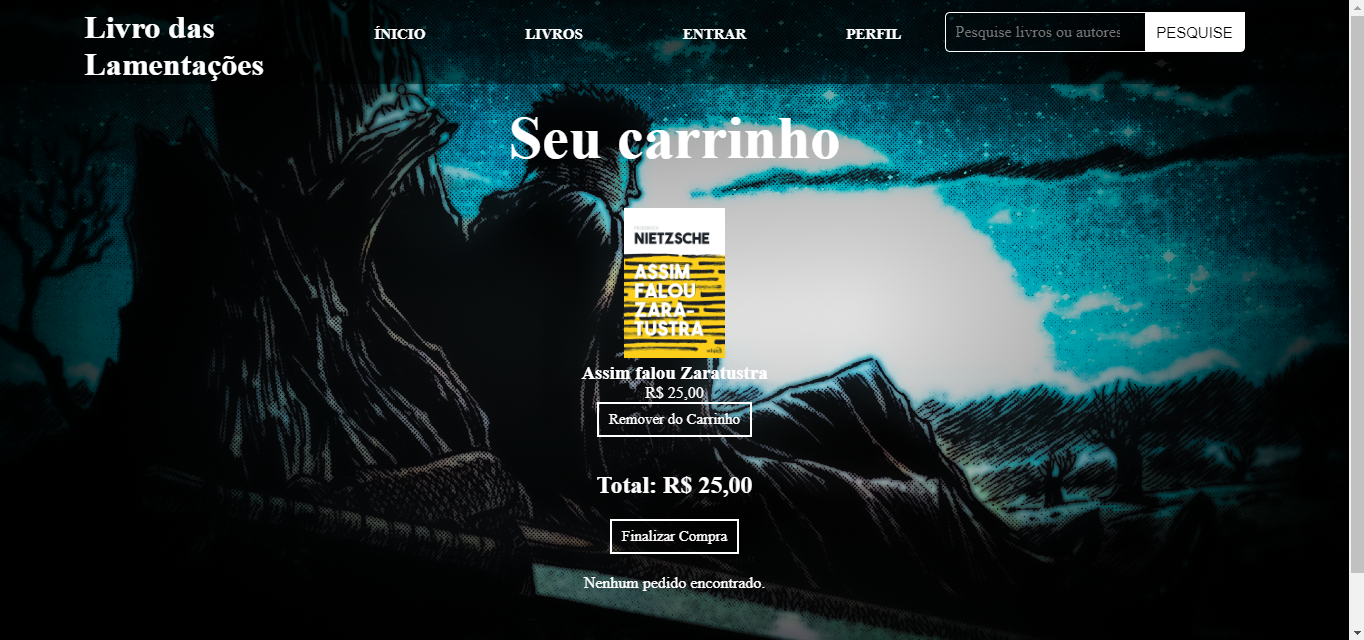 Livro das
Lamentações
ÍNICIO
LIVROS
ENTRAR
PERFIL
Pesquise livros ou autores
PESQUISE
Seu carrinho
NIETZSCHE
ASSIM
FALOU
ZARA-
TUSTRA
Assim falou Zaratustra
R$ 25,00
Remover do Carrinho
Total: R$ 25,00
Finalizar Compra
Nenhum pedido encontrado.